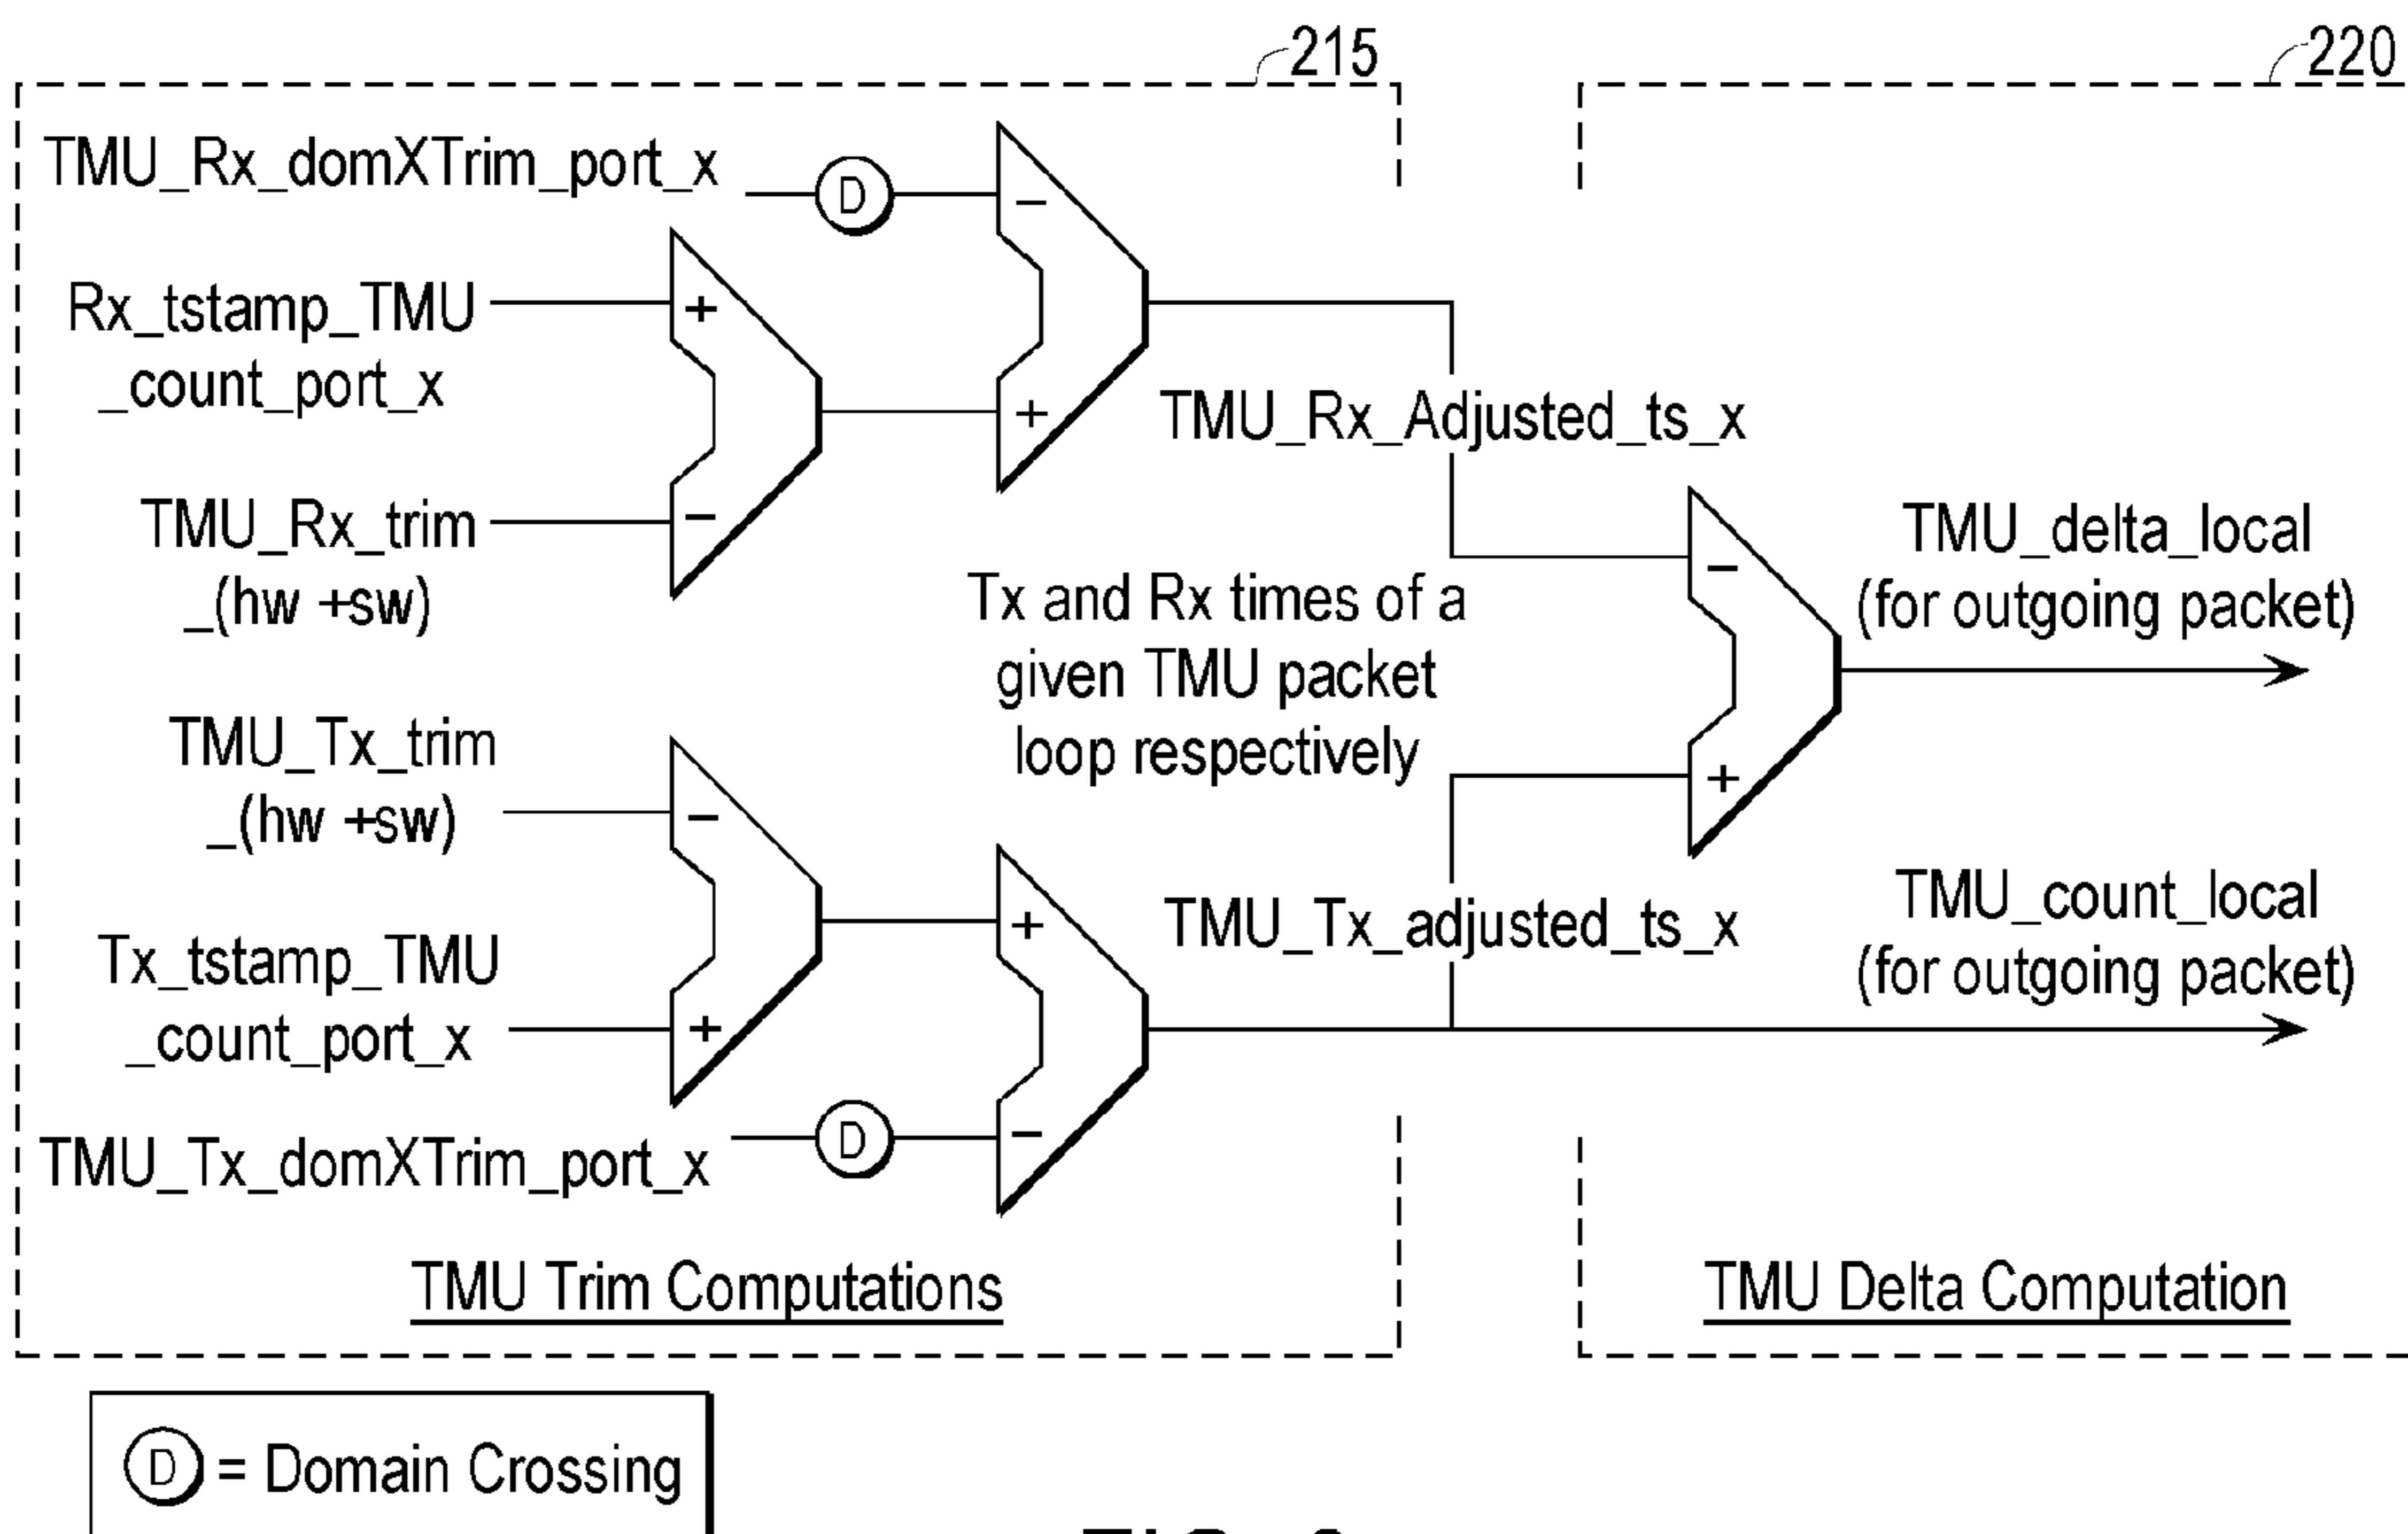 215
220
TMU_Rx_domXTrim_port_x
D
−
Rx_tstamp_TMU
_count_port_x
+
+
TMU_Rx_Adjusted_ts_x
TMU_Rx_trim
_(hw +sw)
−
Tx and Rx times of a
given TMU packet
loop respectively
−
+
TMU_delta_local
(for outgoing packet)
TMU_Tx_trim
_(hw +sw)
−
Tx_tstamp_TMU
_count_port_x
+
+
TMU_Tx_adjusted_ts_x
TMU_count_local
(for outgoing packet)
TMU_Tx_domXTrim_port_x
D
−
TMU Trim Computations
TMU Delta Computation
D = Domain Crossing